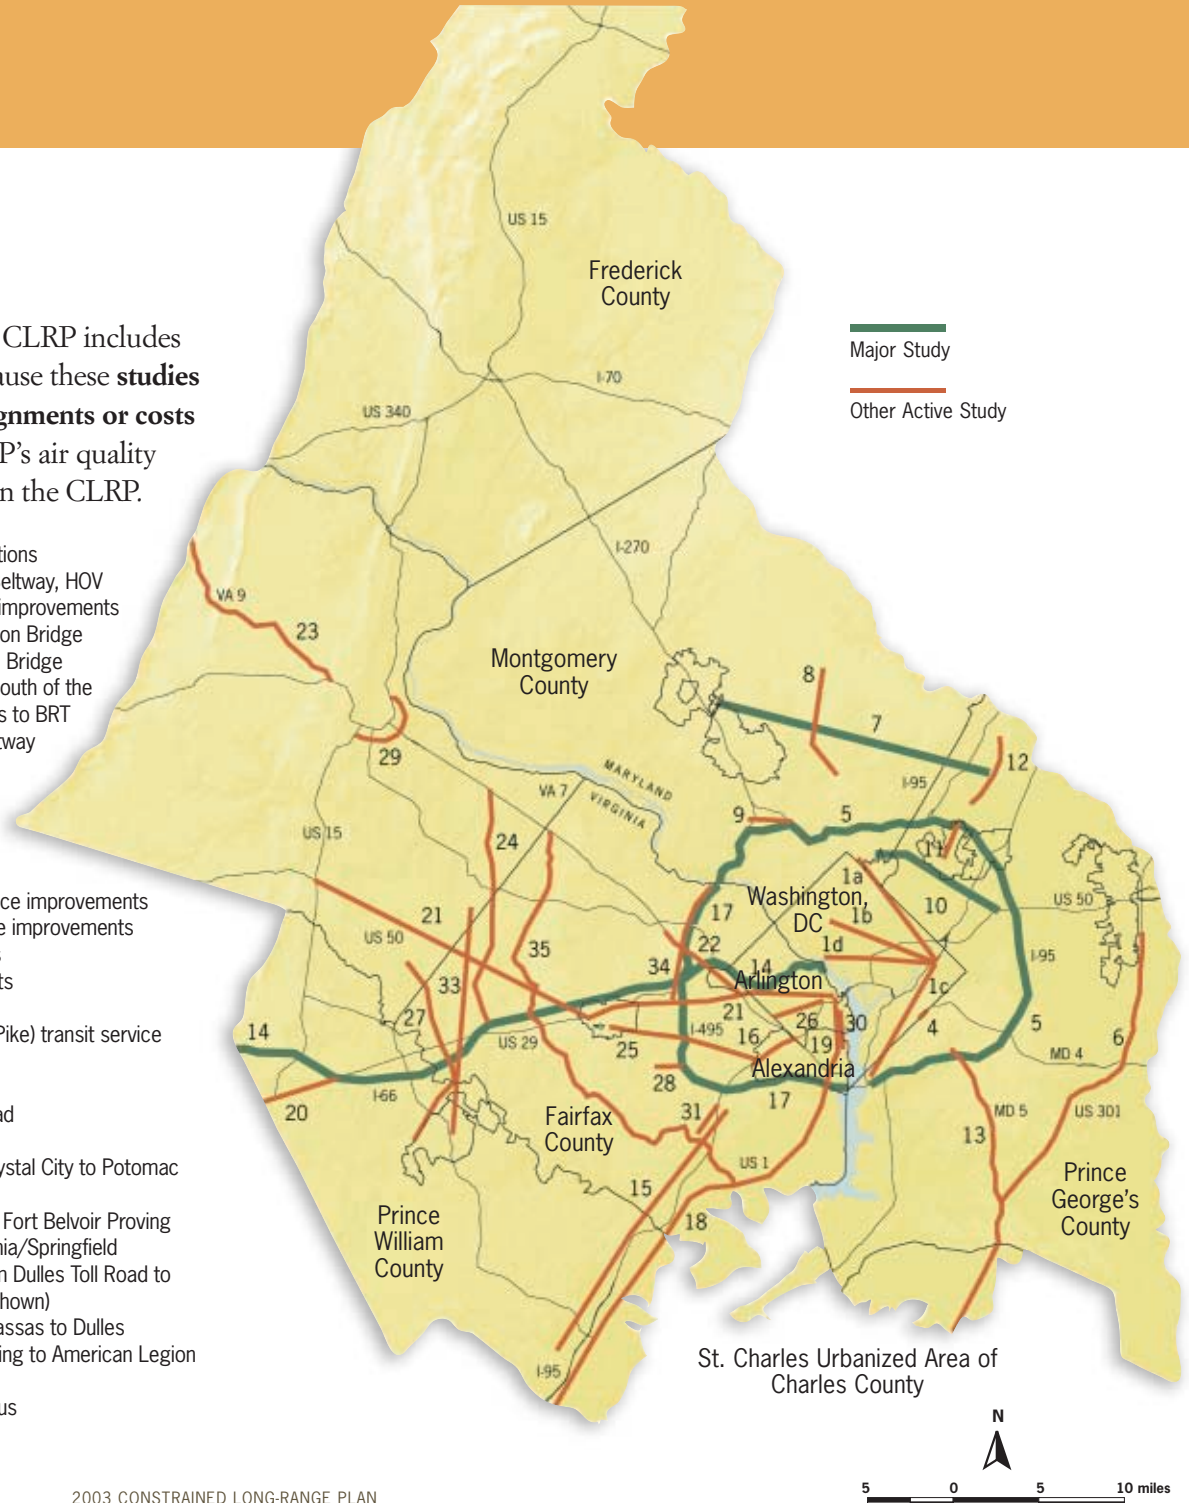 CLRP includes
ause these studies
gnments or costs
P's air quality
n the CLRP.
tions
eltway, HOV
improvements
on Bridge
Bridge
outh of the
s to BRT
tway
ce improvements
e improvements
s
ts
Pike) transit service
ad
ystal City to Potomac
Fort Belvoir Proving
nia/Springfield
n Dulles Toll Road to
hown)
assas to Dulles
ing to American Legion
us
2003 CONSTRAINED LONG-RANGE PLAN
Major Study
Other Active Study
US 15
Frederick
County
I-70
US 340
I-270
VA 9
23
Montgomery
County
8
7
29
12
MARYLAND
VIRGINIA
VA 7
I-95
9
5
US 15
24
11
1a
Washington,
DC
1b
10
US 50
17
21
US 50
35
22
1d
I-95
34
14
Arlington
33
1c
27
21
26
30
4
5
6
14
US 29
I-495
16
19
25
MD 4
Alexandria
28
20
I-66
17
31
Fairfax
County
MD 5
US 301
13
US 1
15
Prince
George's
County
18
Prince
William
County
I-95
St. Charles Urbanized Area of
Charles County
N
5 0 5 10 miles